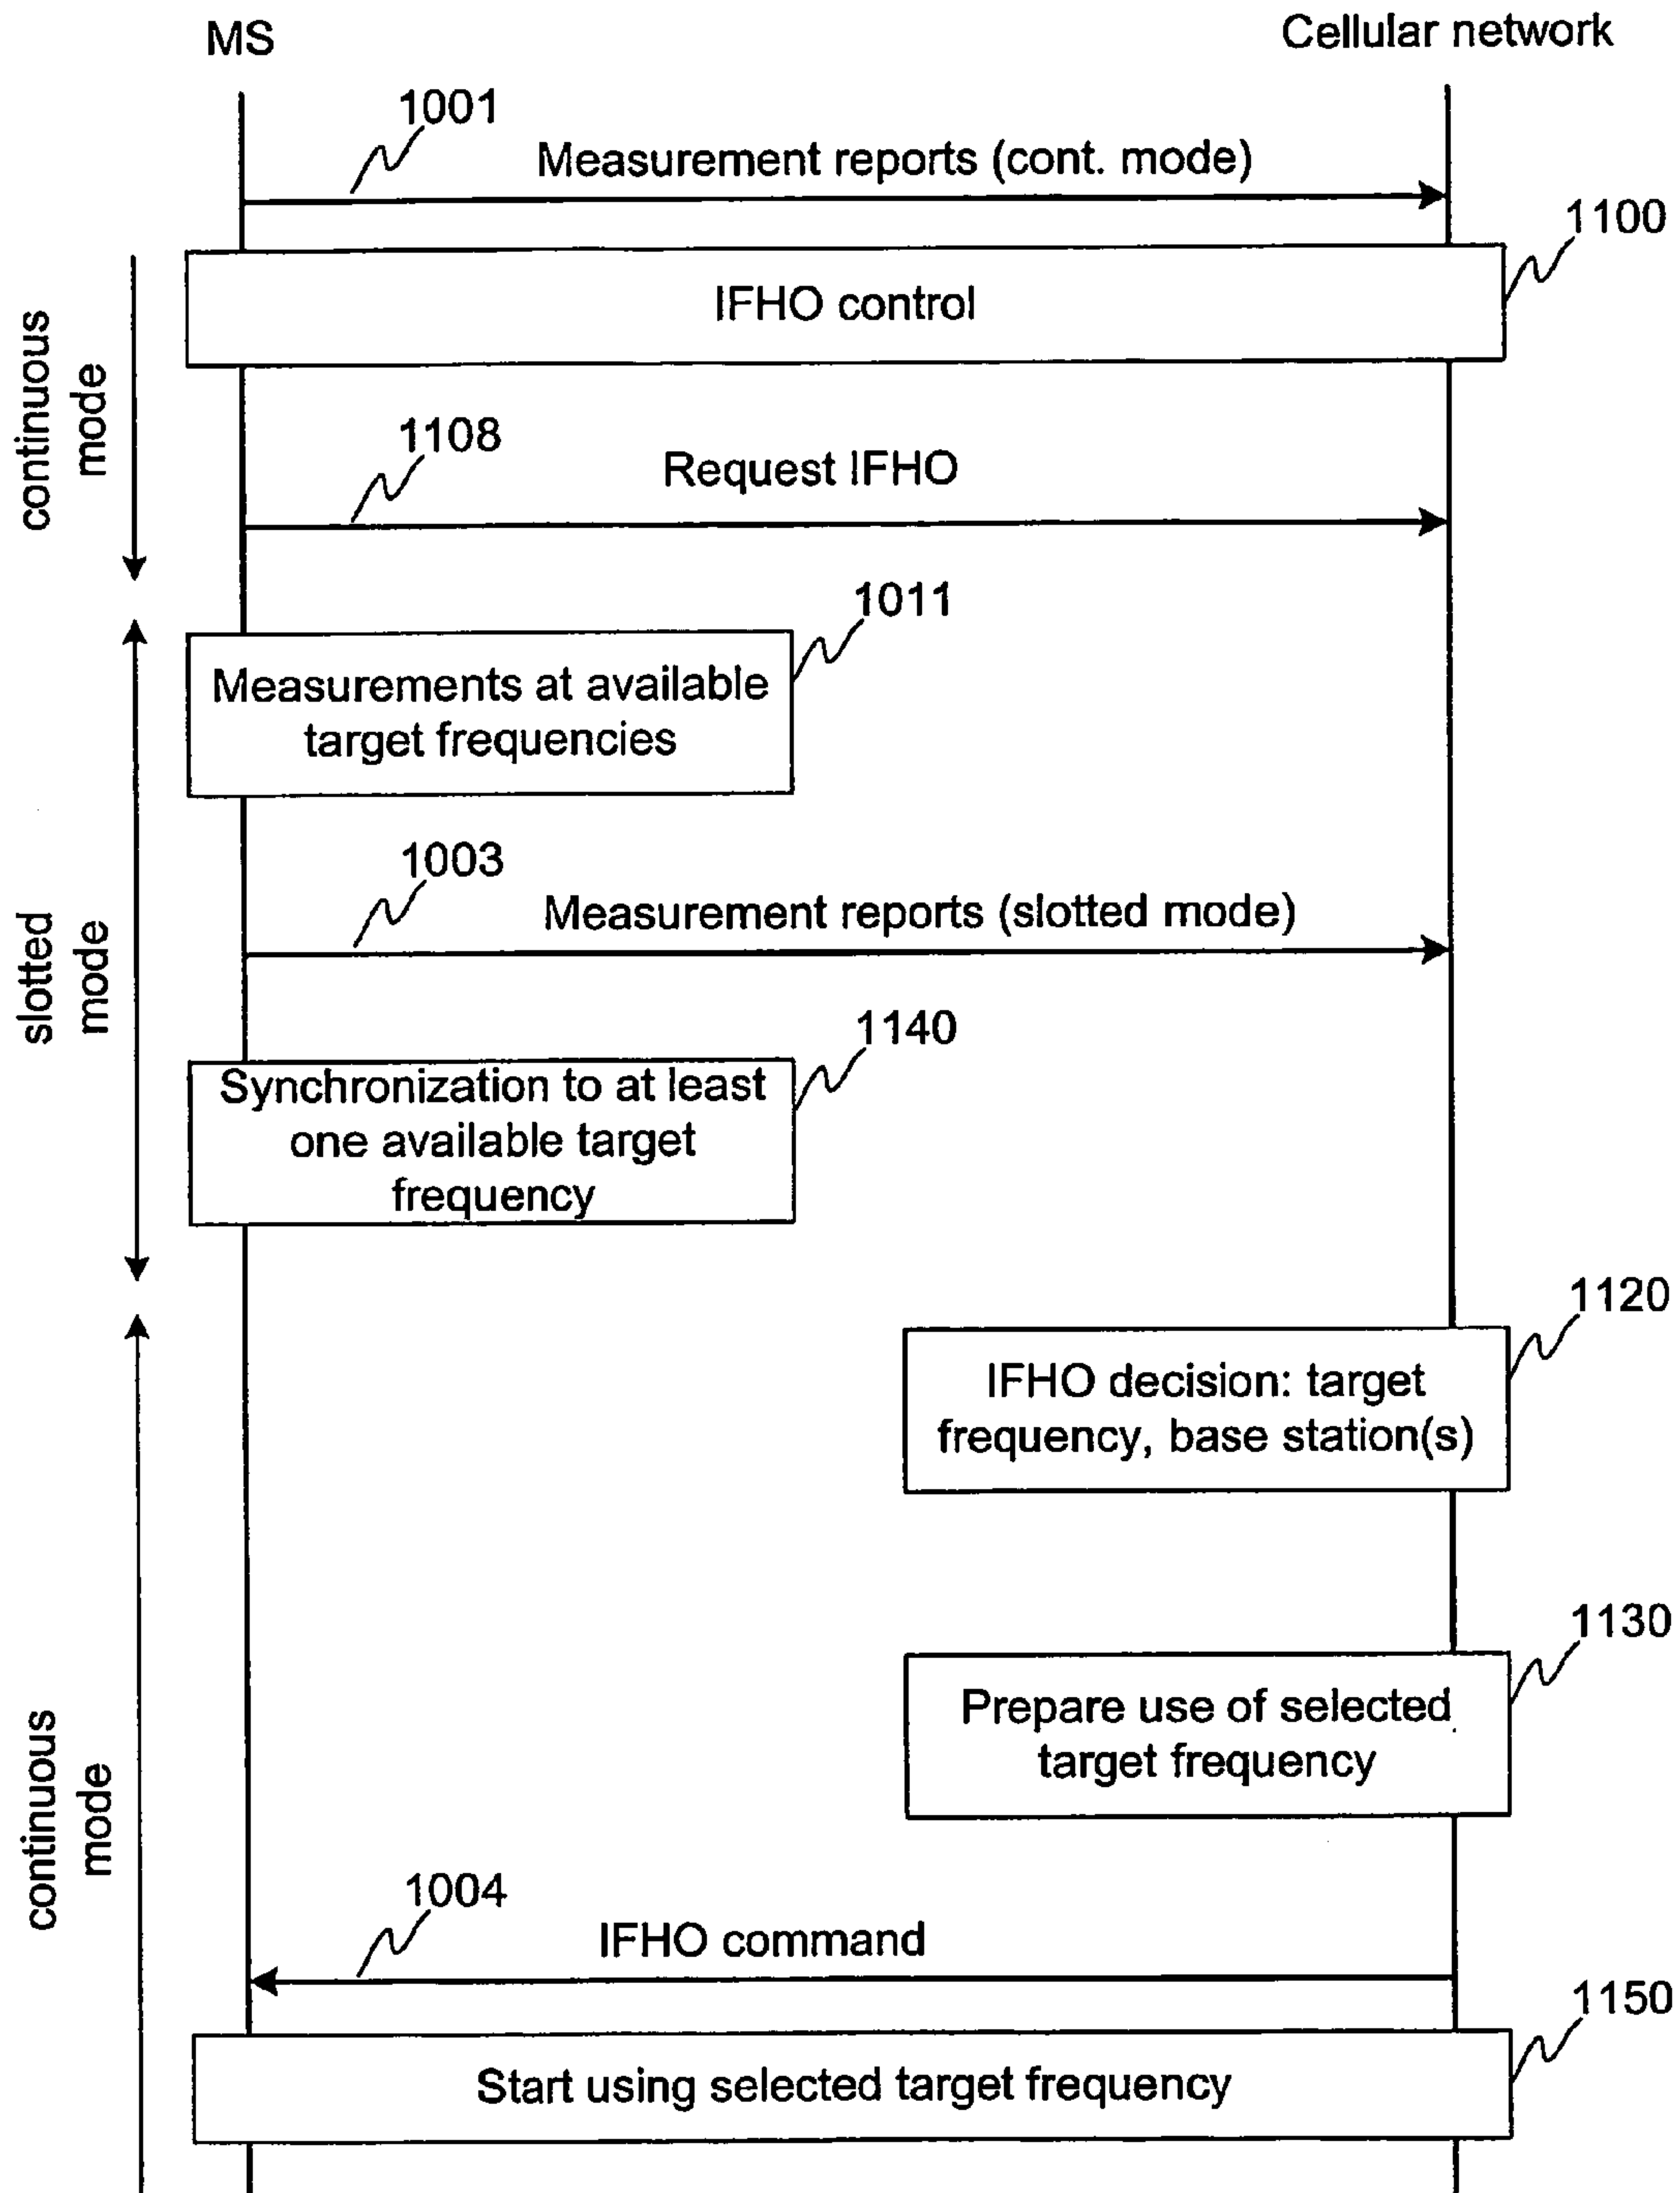 MS
Cellular network
1001
Measurement reports (cont. mode)
1100
IFHO control
continuous
mode
1108
Request IFHO
1011
Measurements at available
target frequencies
slotted
mode
1003
Measurement reports (slotted mode)
1140
Synchronization to at least
one available target
frequency
1120
IFHO decision: target
frequency, base station(s)
1130
Prepare use of selected
target frequency
continuous
mode
1004
IFHO command
1150
Start using selected target frequency